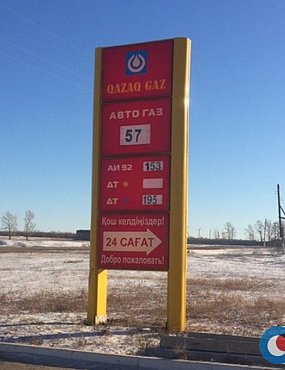 QAZAQ GAZ
АВТО ГАЗ
57
АИ 92 153
ДТ
ДТ 195
Қош келдіңіздер!
24 САҒАТ
Добро пожаловать!